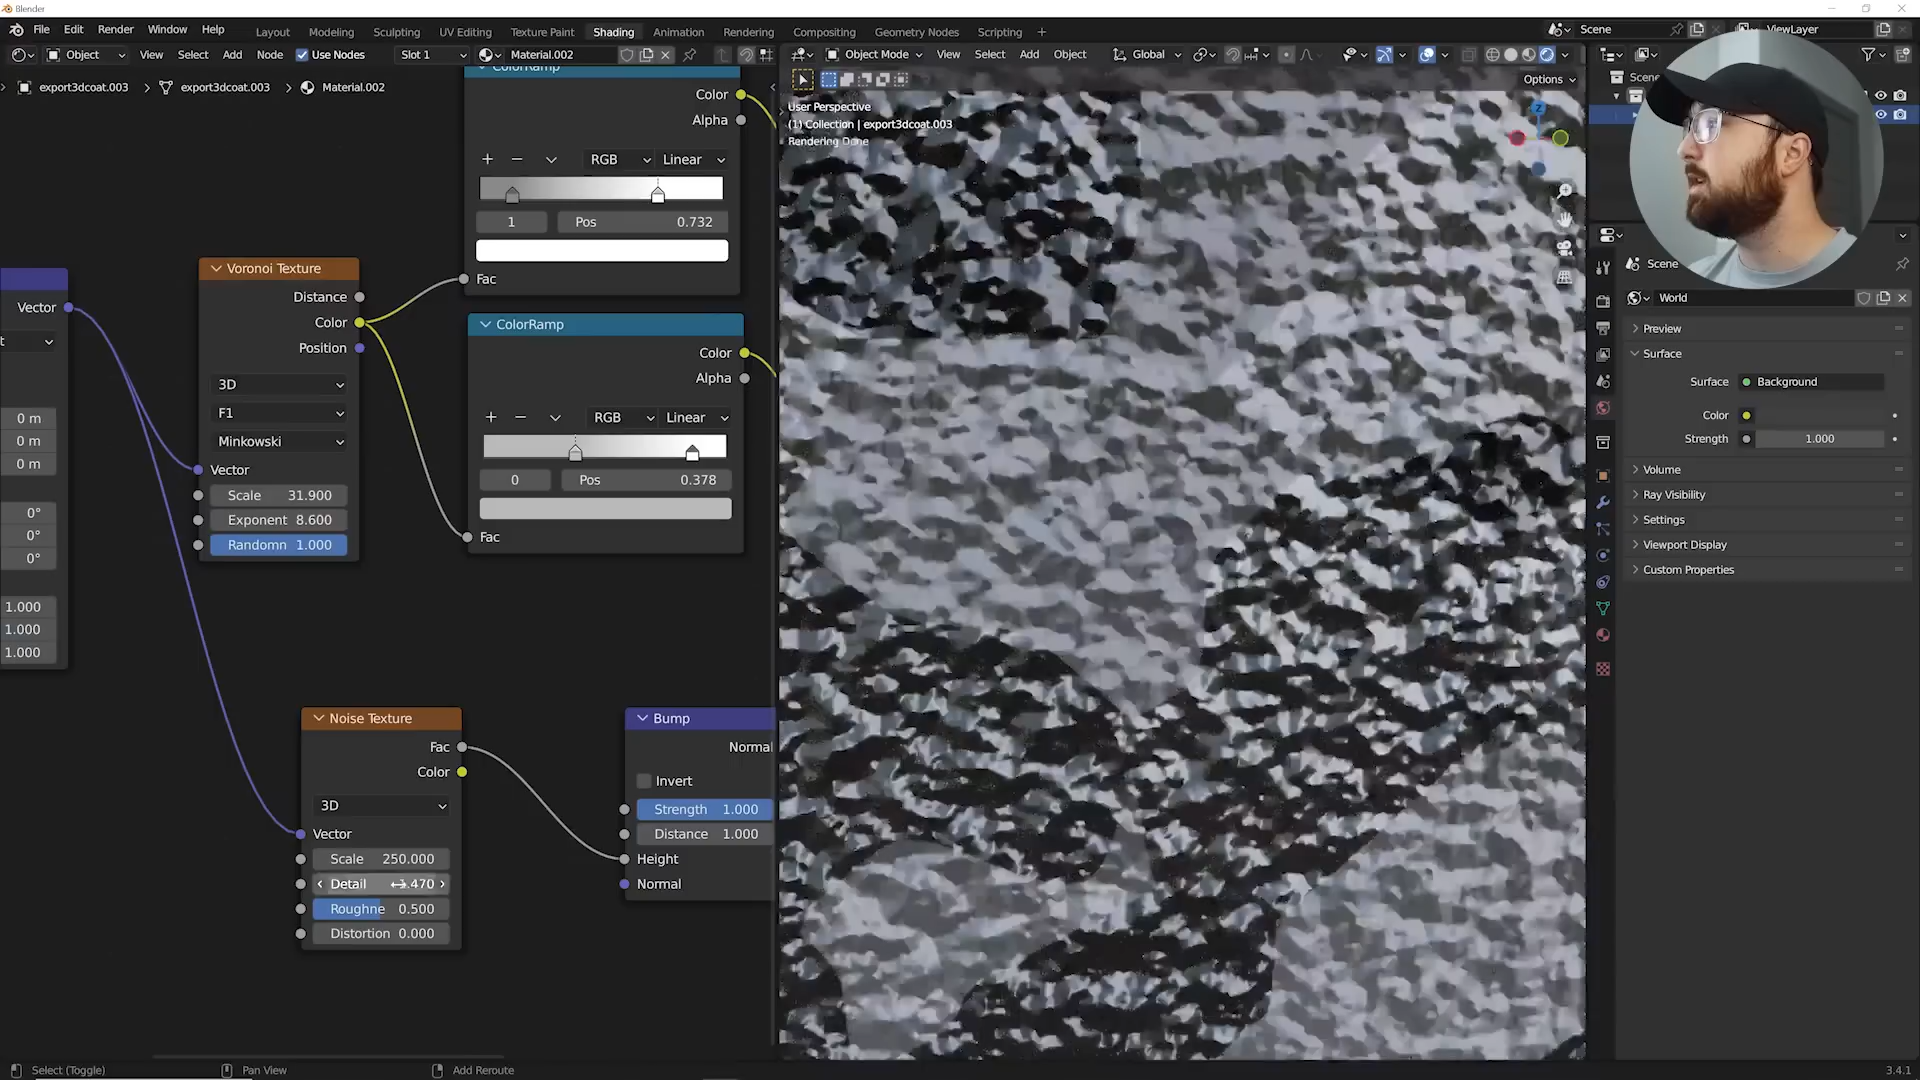 Blender
File Edit Render Window Help Layout Modeling Sculpting UV Editing Texture Paint Shading Animation Rendering Compositing Geometry Nodes Scripting + Scene ViewLayer
Object View Select Add Node Use Nodes Slot 1 Material.002 Object Mode View Select Add Object Global
export3dcoat.003 > export3dcoat.003 > Material.002
Options
ColorRamp
Color
Alpha
RGB Linear
1 Pos 0.732
Fac
Voronoi Texture
Distance
Color
Position
3D
F1
Minkowski
Vector
Scale 31.900
Exponent 8.600
Randomn 1.000
ColorRamp
Color
Alpha
RGB Linear
0 Pos 0.378
Fac
Vector
t
0 m
0 m
0 m
0°
0°
0°
1.000
1.000
1.000
Noise Texture
Fac
Color
3D
Vector
Scale 250.000
Detail
Roughne 0.500
Distortion 0.000
Bump
Normal
Invert
Strength 1.000
Distance 1.000
Height
Normal
User Perspective
(1) Collection | export3dcoat.003
Rendering Done
Z
Scene
World
Preview
Surface
Surface Background
Color
Strength 1.000
Volume
Ray Visibility
Settings
Viewport Display
Custom Properties
Select (Toggle) Pan View Add Reroute 3.4.1